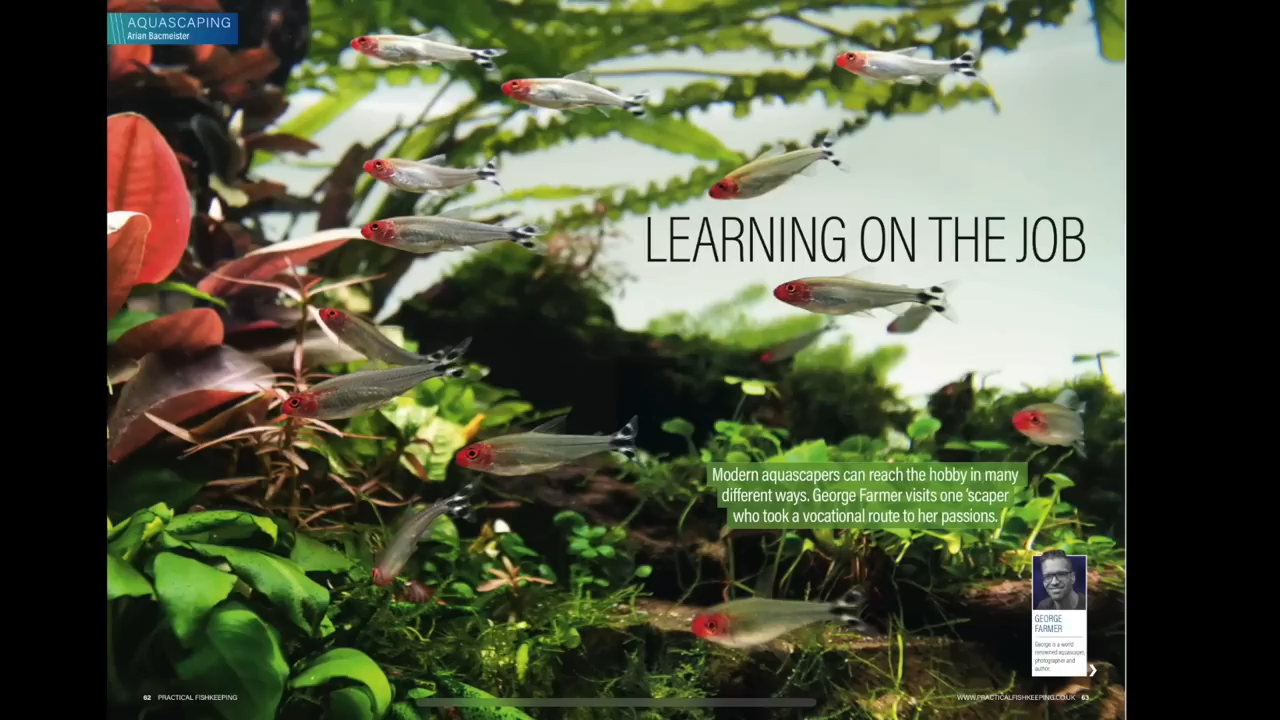 AQUASCAPING
Arian Bacmeister
LEARNING ON THE JOB
Modern aquascapers can reach the hobby in many
different ways. George Farmer visits one 'scaper
who took a vocational route to her passions.
GEORGE
FARMER
George is a world
renowned aquascaper,
photographer and
author.
62 PRACTICAL FISHKEEPING
WWW.PRACTICALFISHKEEPING.CO.UK 63